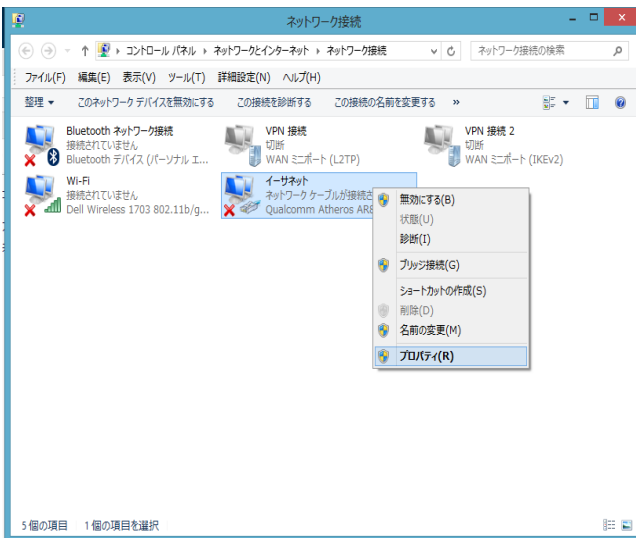 ネットワーク接続
コントロール パネル ▸ ネットワークとインターネット ▸ ネットワーク接続
ネットワーク接続の検索
ファイル(F) 編集(E) 表示(V) ツール(T) 詳細設定(N) ヘルプ(H)
整理 このネットワーク デバイスを無効にする この接続を診断する この接続の名前を変更する »
Bluetooth ネットワーク接続
接続されていません
Bluetooth デバイス (パーソナル エ...
VPN 接続
切断
WAN ミニポート (L2TP)
VPN 接続 2
切断
WAN ミニポート (IKEv2)
Wi-Fi
接続されていません
Dell Wireless 1703 802.11b/g...
イーサネット
ネットワーク ケーブルが接続さ
Qualcomm Atheros AR8
無効にする(B)
状態(U)
診断(I)
ブリッジ接続(G)
ショートカットの作成(S)
削除(D)
名前の変更(M)
プロパティ(R)
5 個の項目 1 個の項目を選択